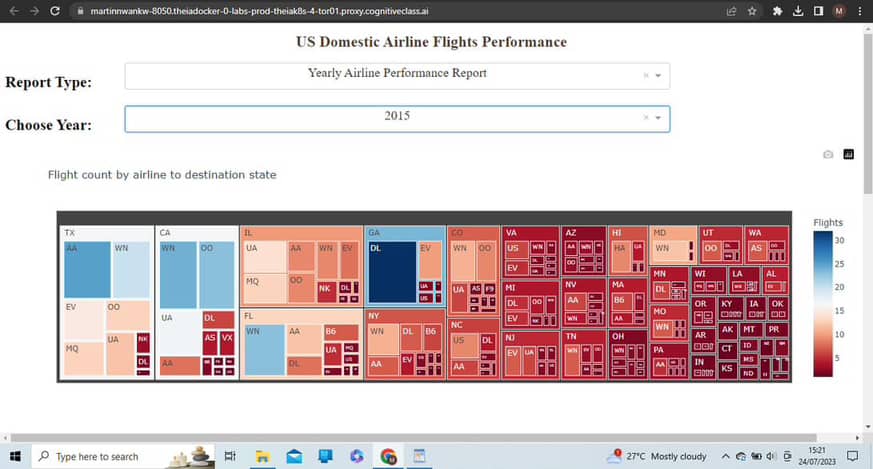 martinnwankw-8050.theiadocker-0-labs-prod-theiak8s-4-tor01.proxy.cognitiveclass.ai
M
US Domestic Airline Flights Performance
Report Type:
Yearly Airline Performance Report
Choose Year:
2015
Flight count by airline to destination state
Flights
30
25
20
15
10
5
TX
AA
WN
EV
OO
MQ
UA
NK
DL
CA
WN
OO
UA
DL
AS
VX
AA
IL
UA
AA
WN
EV
MQ
OO
NK
DL
FL
WN
AA
B6
UA
MQ
US
DL
GA
DL
EV
UA
US
NY
WN
DL
B6
AA
EV
CO
WN
OO
UA
AS
F9
NC
US
DL
AA
VA
US
WN
EV
DL
MI
DL
OO
EV
NK
NJ
EV
UA
AZ
AA
WN
OO
NV
AA
WN
TN
WN
EV
HI
HA
UA
MA
B6
AA
OH
WN
MD
WN
MN
DL
MO
WN
PA
AA
UT
OO
DL
WA
AS
WI
LA
AL
OR
KY
IA
OK
AR
AK
MT
PR
IN
CT
ID
KS
MS
ND
Type here to search
27°C Mostly cloudy
15:21
24/07/2023